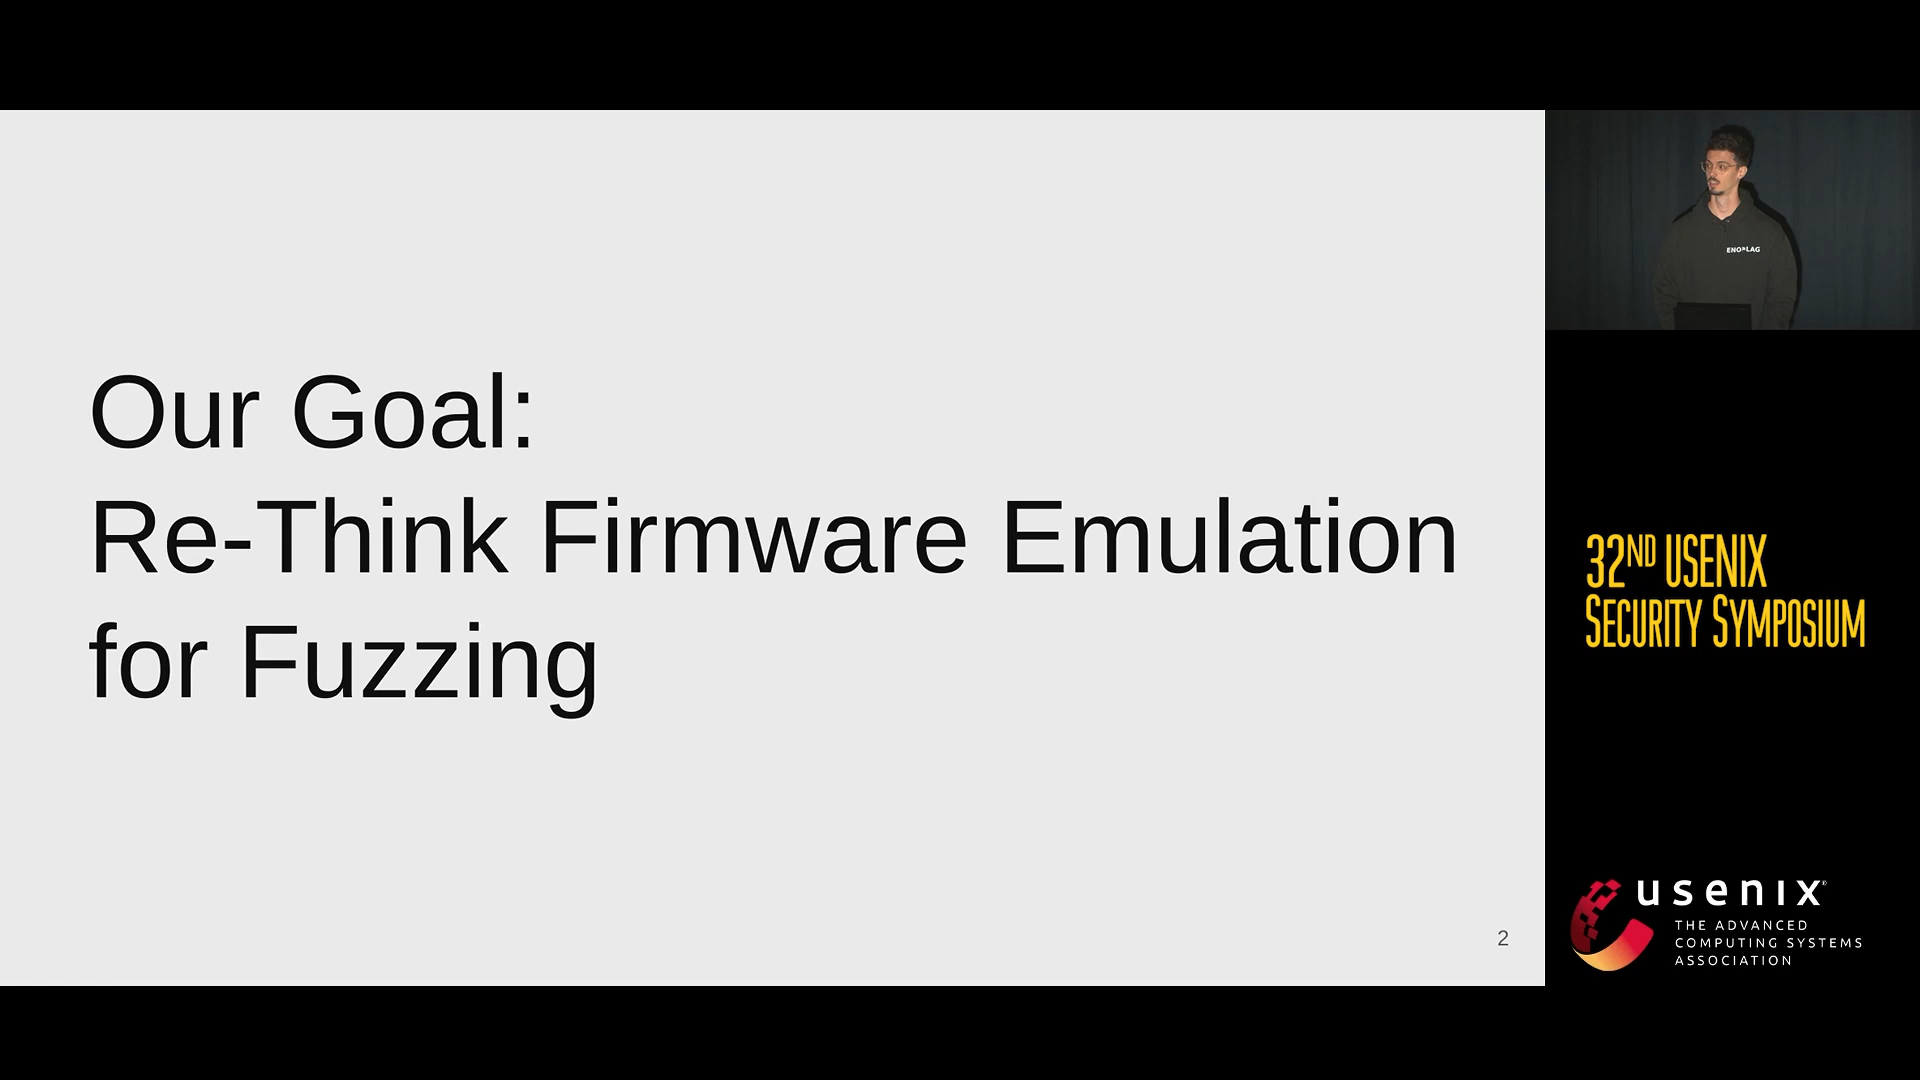 Our Goal:
Re-Think Firmware Emulation
for Fuzzing
2
ENOFLAG
32ND USENIX
SECURITY SYMPOSIUM
usenix®
THE ADVANCED
COMPUTING SYSTEMS
ASSOCIATION